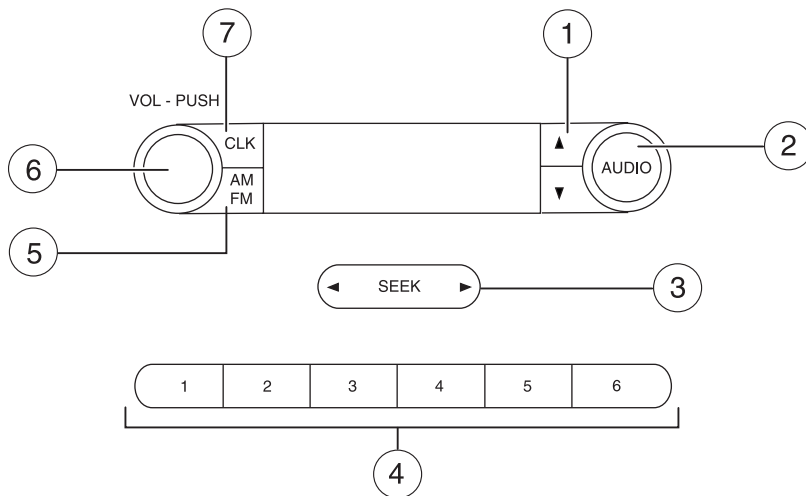 7
1
VOL - PUSH
CLK
▲
2
6
AUDIO
AM
FM
▼
5
◄ SEEK ►
3
1 2 3 4 5 6
4